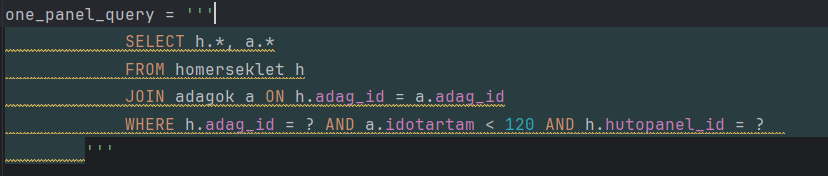 one_panel_query = '''
SELECT h.*, a.*
FROM homerseklet h
JOIN adagok a ON h.adag_id = a.adag_id
WHERE h.adag_id = ? AND a.idotartam < 120 AND h.hutopanel_id = ?
'''